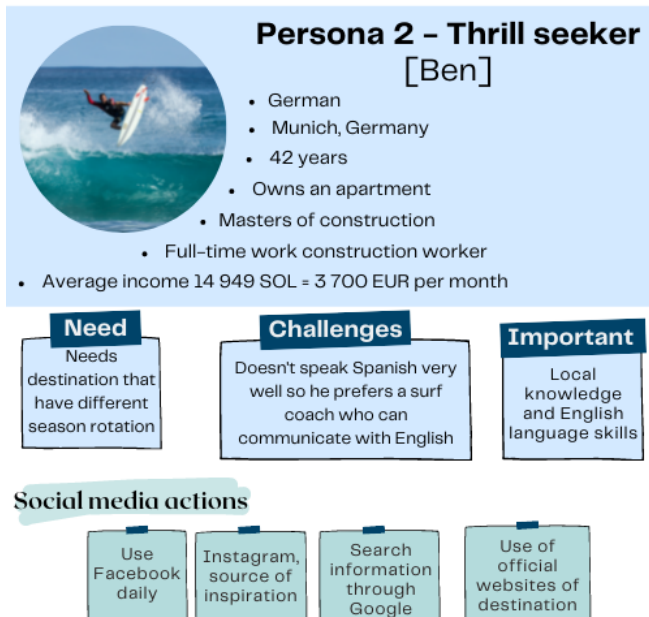 Persona 2 - Thrill seeker
[Ben]
• German
• Munich, Germany
• 42 years
• Owns an apartment
• Masters of construction
• Full-time work construction worker
• Average income 14 949 SOL = 3 700 EUR per month
Need
Needs
destination that
have different
season rotation
Challenges
Doesn't speak Spanish very
well so he prefers a surf
coach who can
communicate with English
Important
Local
knowledge
and English
language skills
Social media actions
Use
Facebook
daily
Instagram,
source of
inspiration
Search
information
through
Google
Use of
official
websites of
destination